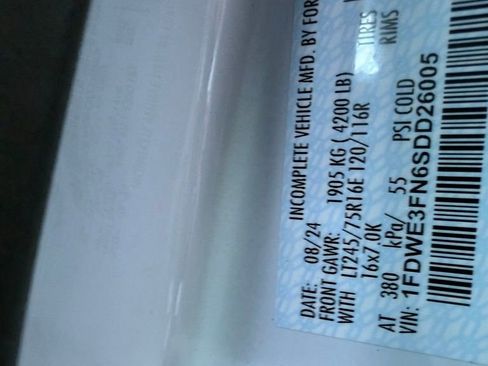 INCOMPLETE VEHICLE MFD. BY FOR
DATE: 08/24
FRONT GAWR: 1905 KG ( 4200 LB)
WITH LT245/75R16E 120/116R TIRES
16x7.0K RIMS
AT 380 kPa/ 55 PSI COLD
VIN: 1FDWE3FN6SDD26005